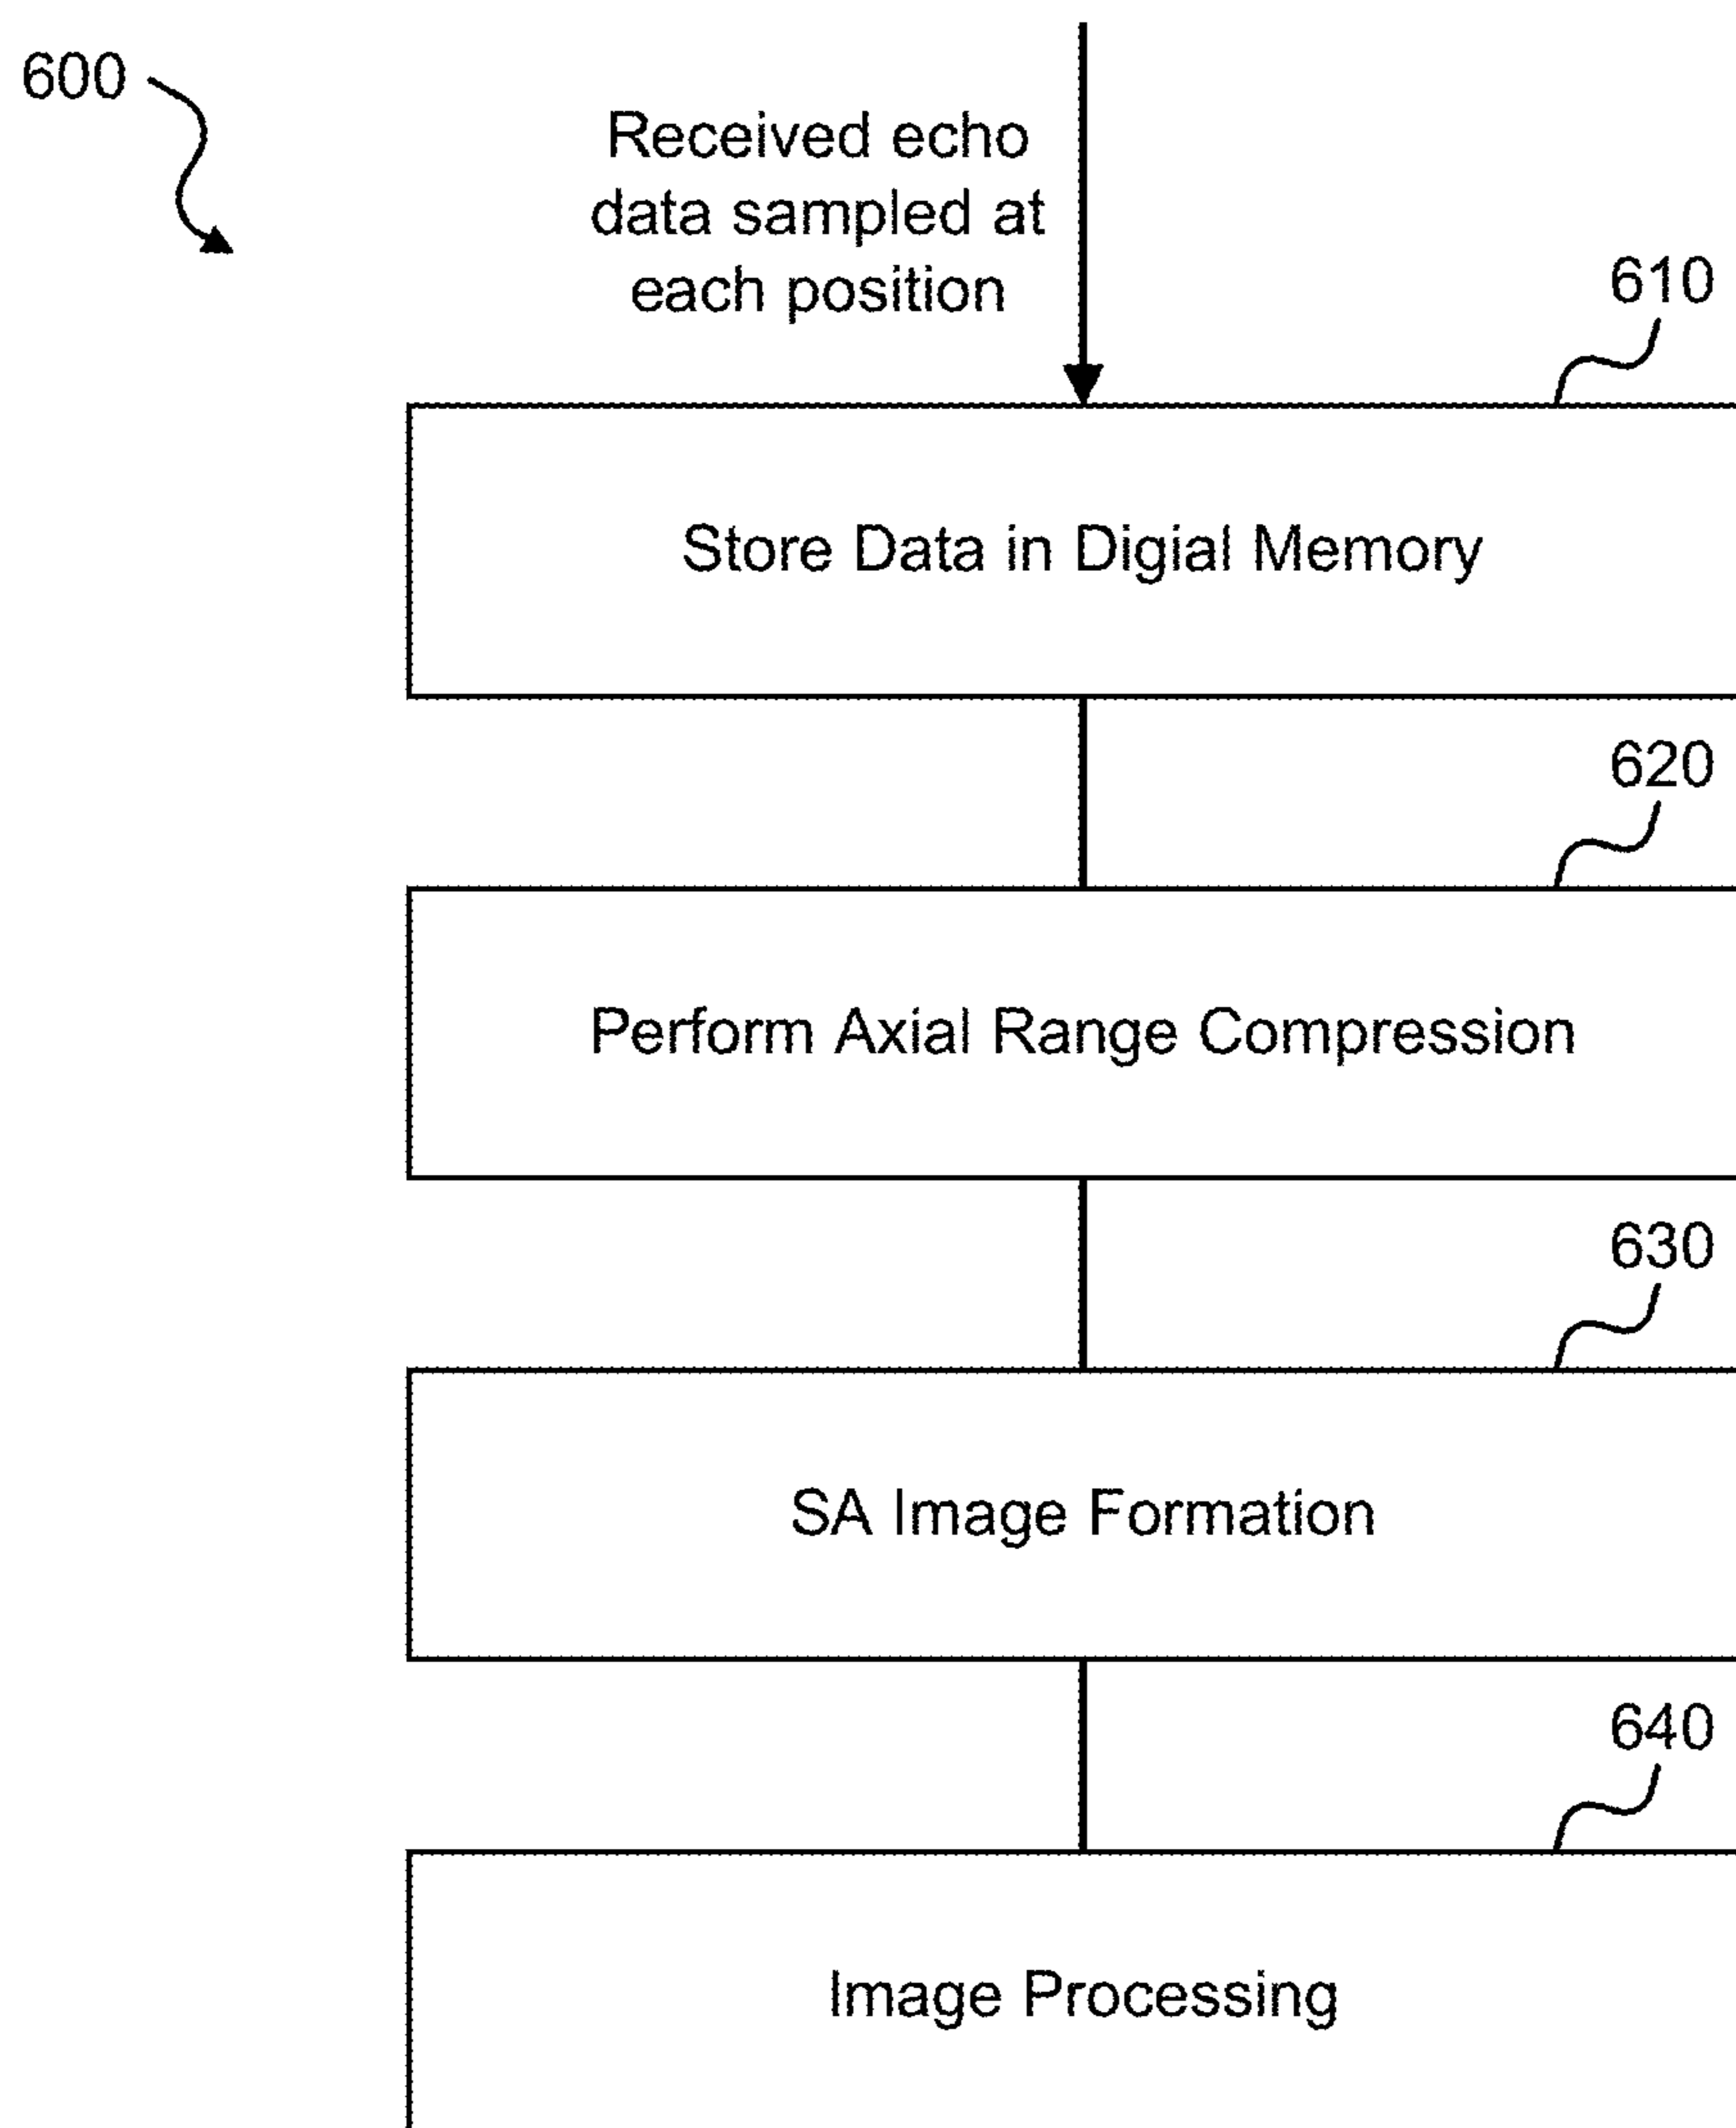 600
Received echo
data sampled at
each position
610
Store Data in Digial Memory
620
Perform Axial Range Compression
630
SA Image Formation
640
Image Processing